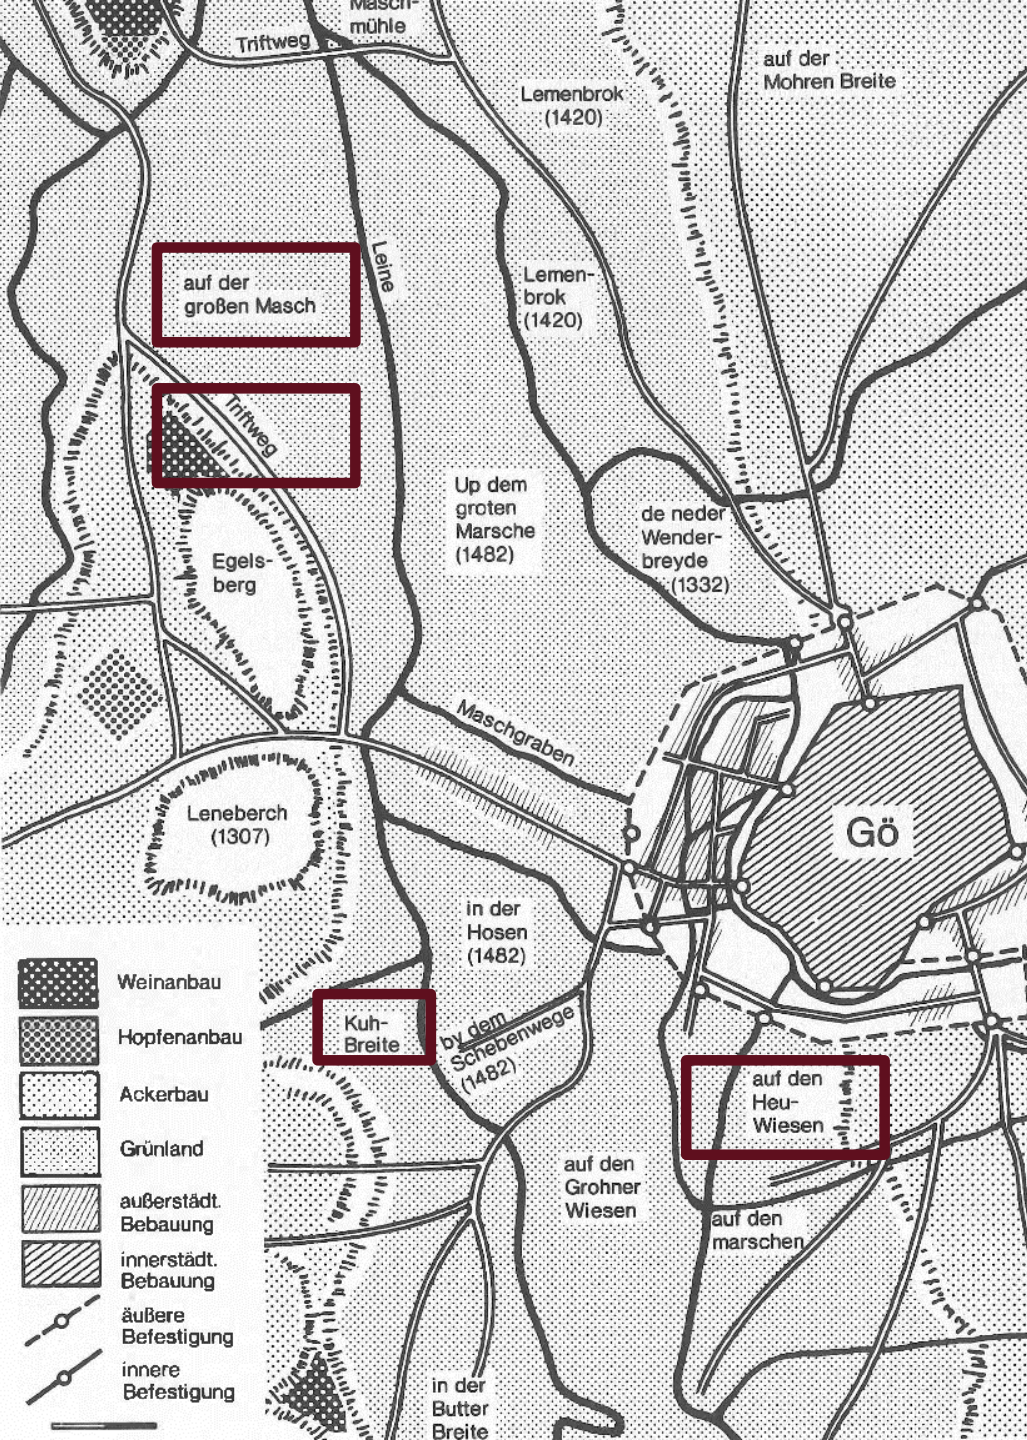 Masch-
mühle
Triftweg
auf der
Mohren Breite
Lemenbrok
(1420)
auf der
großen Masch
Leine
Lemen-
brok
(1420)
Triftweg
Up dem
groten
Marsche
(1482)
de neder
Wender-
breyde
(1332)
Egels-
berg
Maschgraben
Leneberch
(1307)
Gö
in der
Hosen
(1482)
Kuh-
Breite
by dem
Schebenwege
(1482)
auf den
Heu-
Wiesen
auf den
Grohner
Wiesen
auf den
marschen
in der
Butter
Breite
Weinanbau
Hopfenanbau
Ackerbau
Grünland
außerstädt.
Bebauung
innerstädt.
Bebauung
äußere
Befestigung
innere
Befestigung